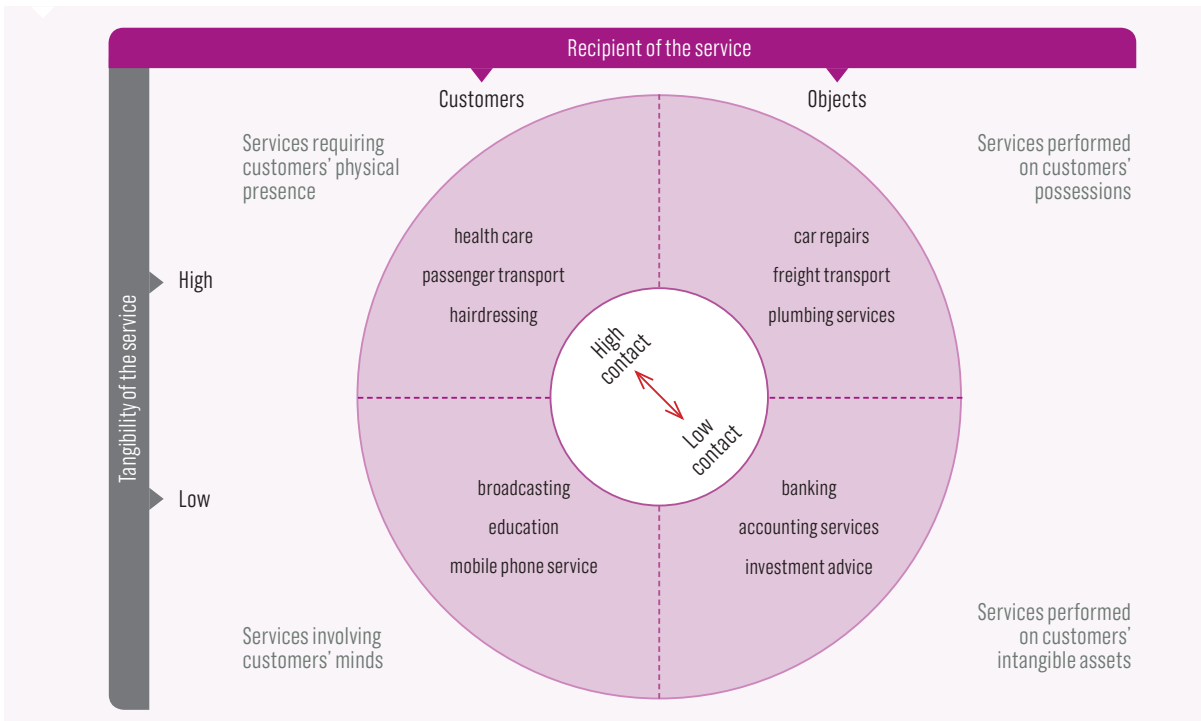 Recipient of the service
Customers
Objects
Services requiring
customers’ physical
presence
Services performed
on customers’
possessions
Tangibility of the service
High
Low
health care
passenger transport
hairdressing
car repairs
freight transport
plumbing services
High
contact
Low
contact
broadcasting
education
mobile phone service
banking
accounting services
investment advice
Services involving
customers’ minds
Services performed
on customers’
intangible assets